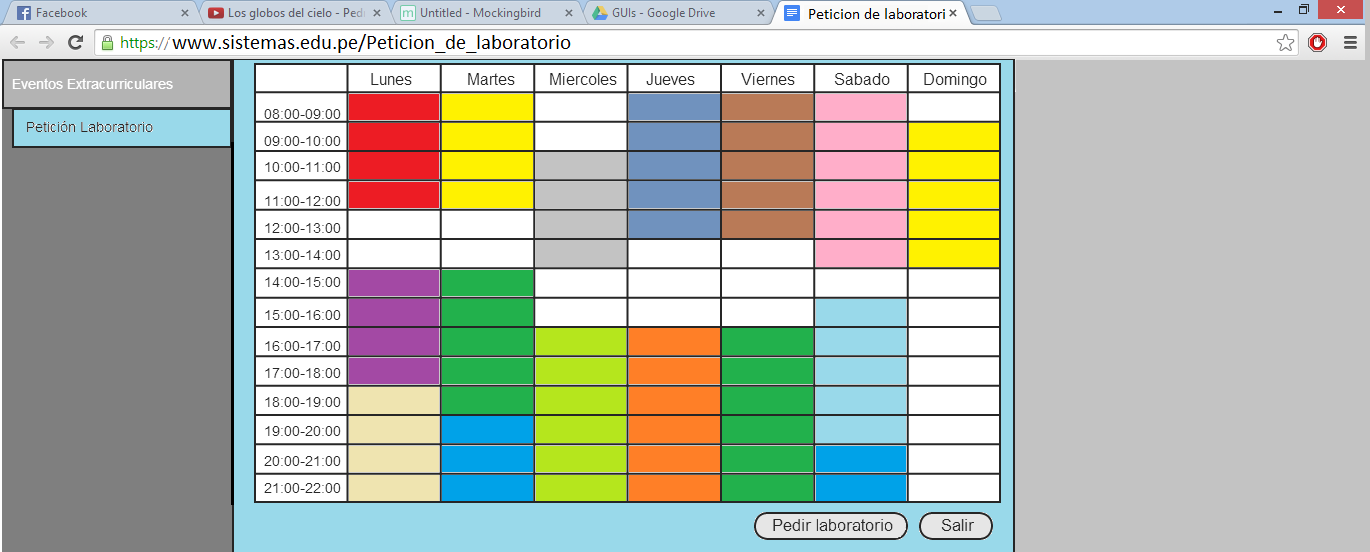 Facebook
Los globos del cielo - Ped
Untitled - Mockingbird
GUIs - Google Drive
Peticion de laboratori
https://www.sistemas.edu.pe/Peticion_de_laboratorio
Eventos Extracurriculares
Petición Laboratorio
Lunes Martes Miercoles Jueves Viernes Sabado Domingo
08:00-09:00
09:00-10:00
10:00-11:00
11:00-12:00
12:00-13:00
13:00-14:00
14:00-15:00
15:00-16:00
16:00-17:00
17:00-18:00
18:00-19:00
19:00-20:00
20:00-21:00
21:00-22:00
Pedir laboratorio Salir